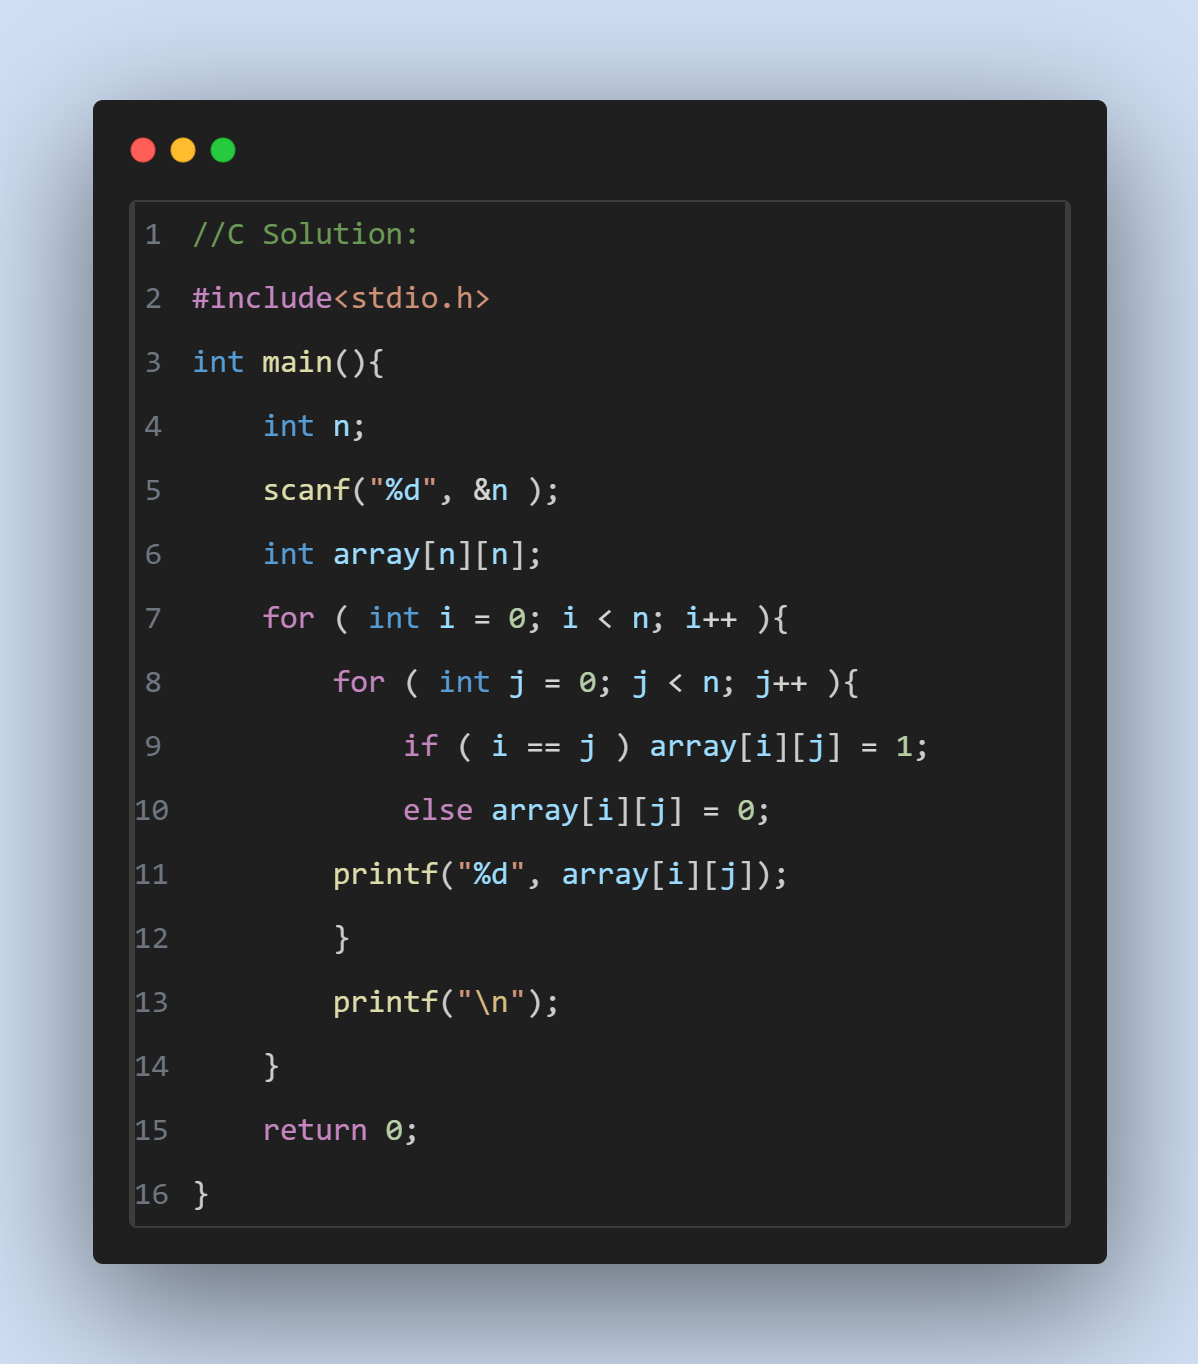 1 //C Solution:
2 #include<stdio.h>
3 int main(){
4     int n;
5     scanf("%d", &n );
6     int array[n][n];
7     for ( int i = 0; i < n; i++ ){
8         for ( int j = 0; j < n; j++ ){
9             if ( i == j ) array[i][j] = 1;
10             else array[i][j] = 0;
11         printf("%d", array[i][j]);
12         }
13         printf("\n");
14     }
15     return 0;
16 }